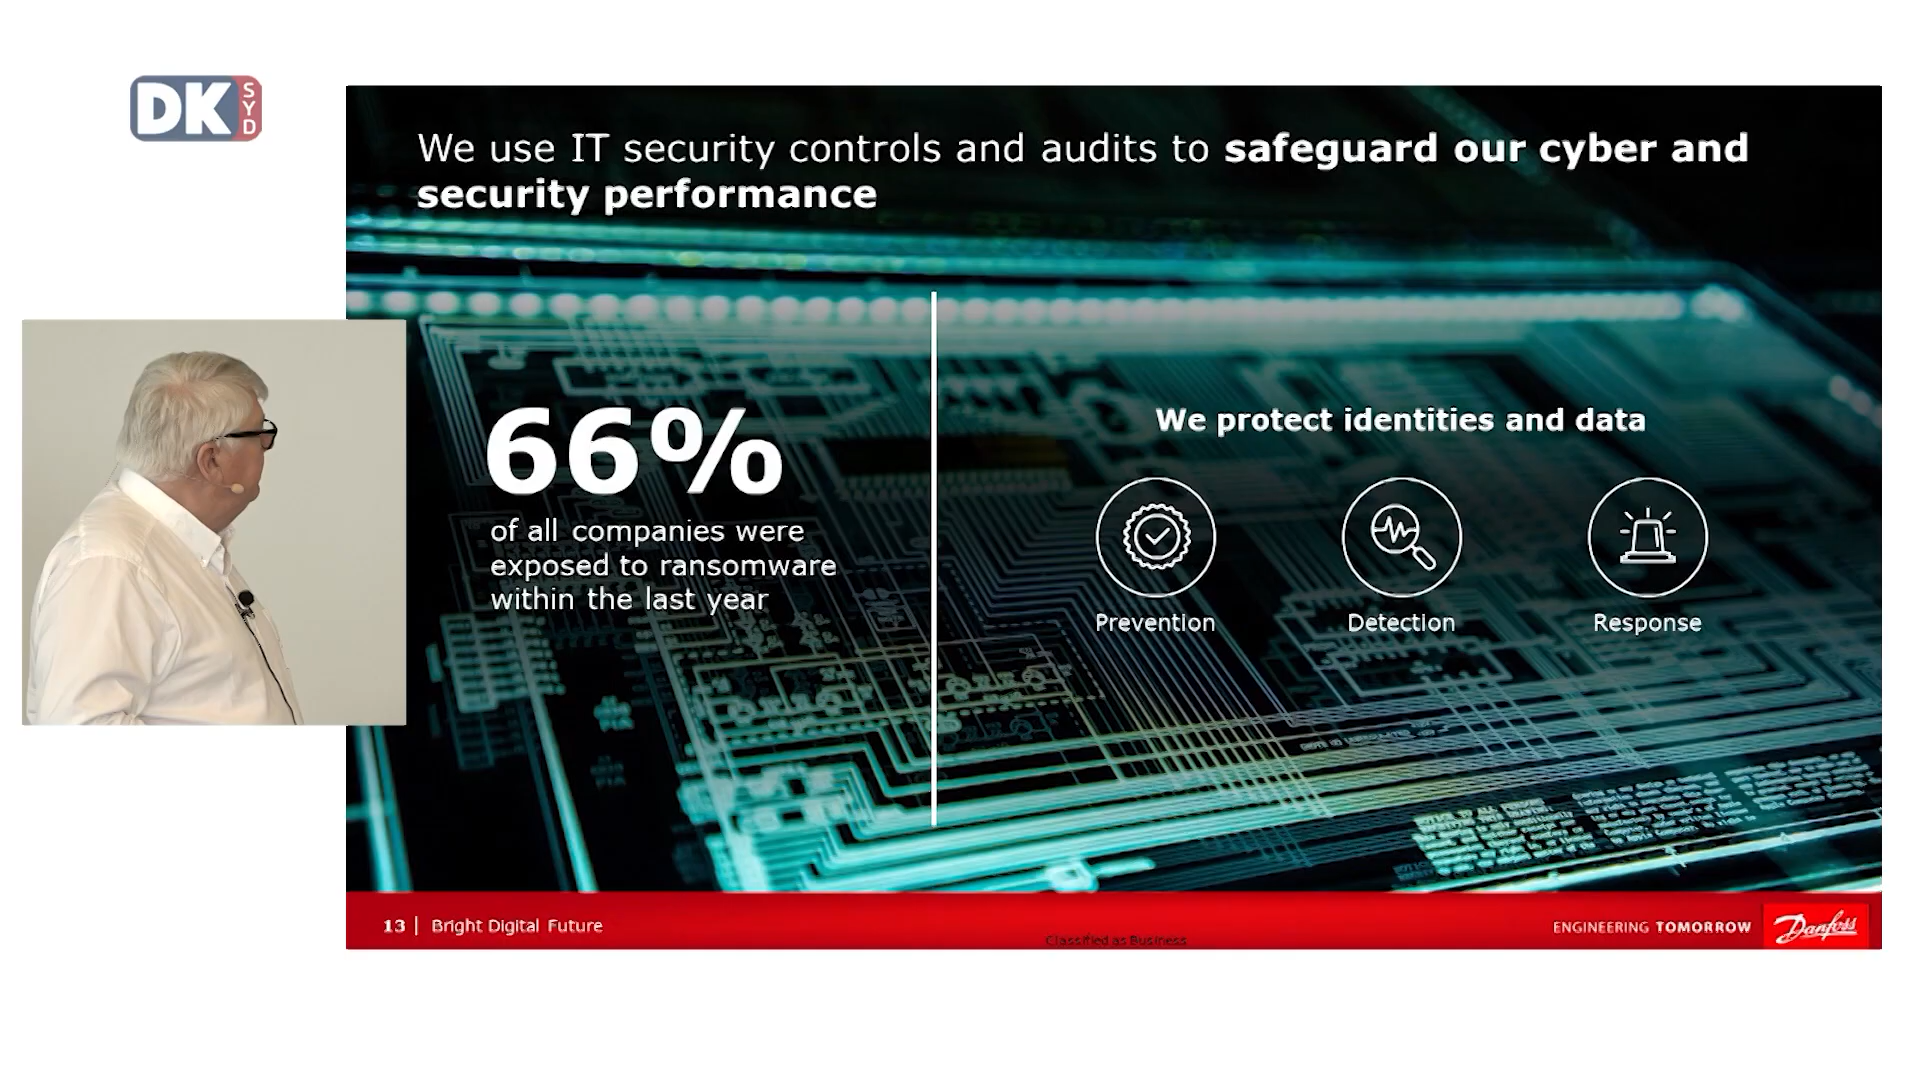 DK
SYD
We use IT security controls and audits to safeguard our cyber and
security performance
66%
of all companies were
exposed to ransomware
within the last year
We protect identities and data
Prevention
Detection
Response
13 | Bright Digital Future
Classified as Business
ENGINEERING TOMORROW
Danfoss